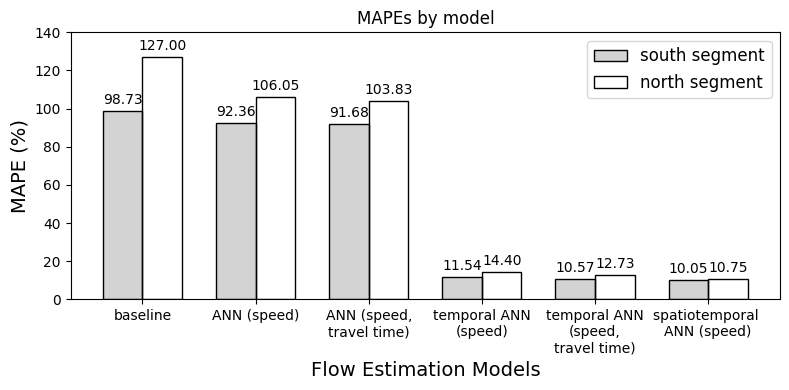 MAPEs by model
MAPE (%)
140
120
100
80
60
40
20
0
98.73
127.00
92.36
106.05
91.68
103.83
11.54
14.40
10.57
12.73
10.05
10.75
south segment
north segment
baseline
ANN (speed)
ANN (speed,
travel time)
temporal ANN
(speed)
temporal ANN
(speed,
travel time)
spatiotemporal
ANN (speed)
Flow Estimation Models